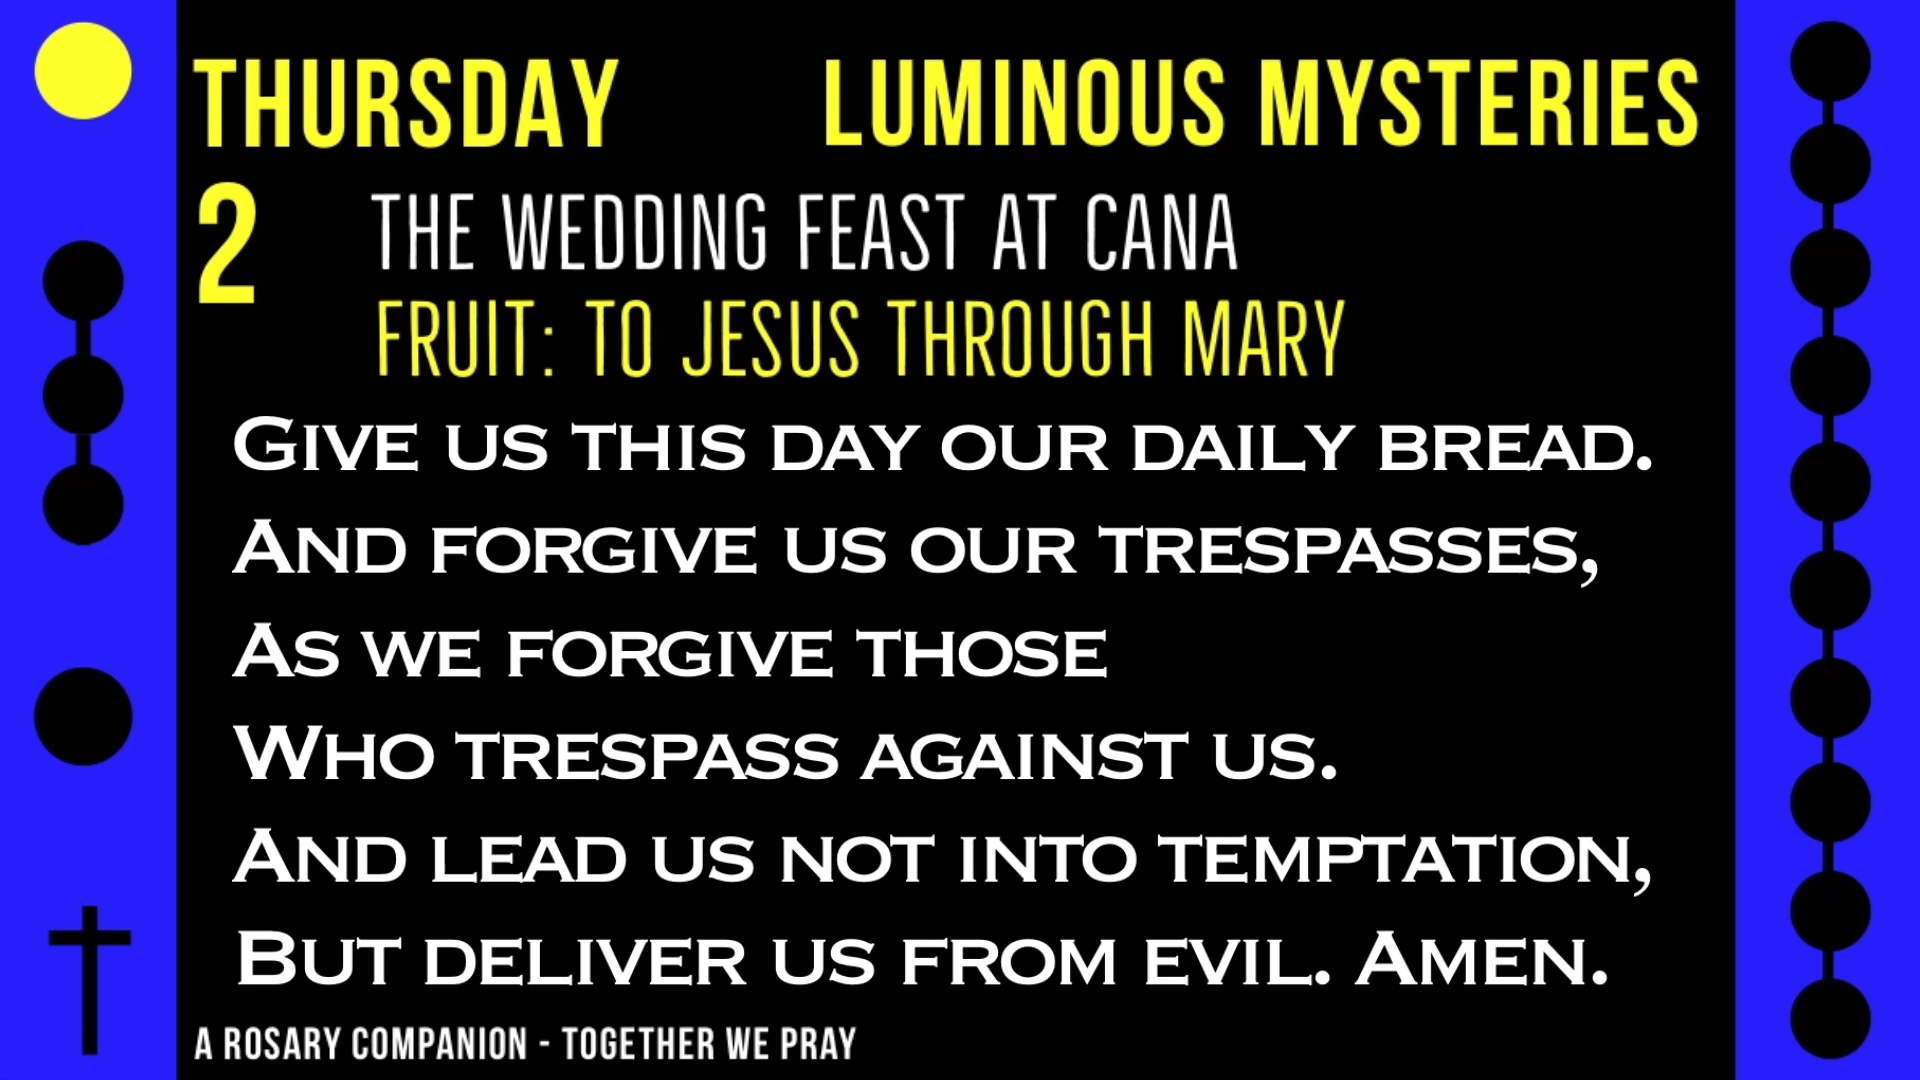 THURSDAY LUMINOUS MYSTERIES
2 THE WEDDING FEAST AT CANA
FRUIT: TO JESUS THROUGH MARY
GIVE US THIS DAY OUR DAILY BREAD.
AND FORGIVE US OUR TRESPASSES,
AS WE FORGIVE THOSE
WHO TRESPASS AGAINST US.
AND LEAD US NOT INTO TEMPTATION,
BUT DELIVER US FROM EVIL. AMEN.
A ROSARY COMPANION - TOGETHER WE PRAY